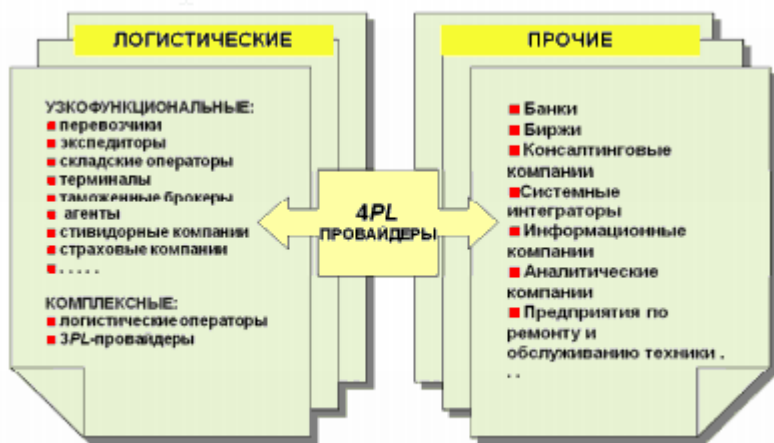 ЛОГИСТИЧЕСКИЕ
УЗКОФУНКЦИОНАЛЬНЫЕ:
перевозчики
экспедиторы
складские операторы
терминалы
таможенные брокеры
агенты
стивидорные компании
страховые компании
. . . . .
КОМПЛЕКСНЫЕ:
логистические операторы
3PL-провайдеры
4PL
ПРОВАЙДЕРЫ
ПРОЧИЕ
Банки
Биржи
Консалтинговые
компании
Системные
интеграторы
Информационные
компании
Аналитические
компании
Предприятия по
ремонту и
обслуживанию техники .
. .